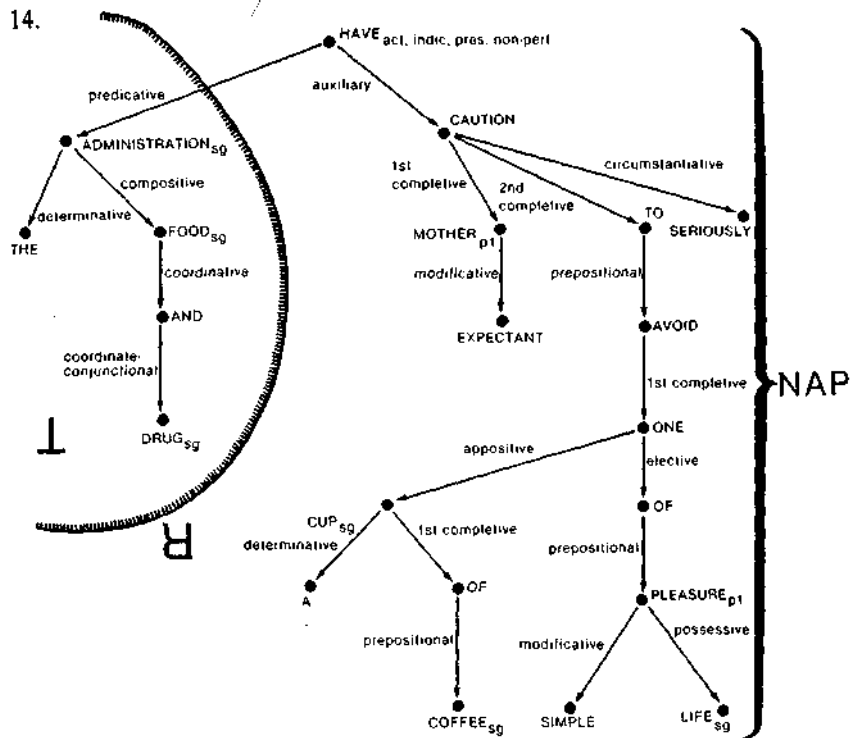 14.
HAVE act, indic, pres. non-perf
predicative
auxiliary
CAUTION
ADMINISTRATION sg
circumstantiative
1st
completive
2nd
completive
compositive
determinative
THE
FOOD sg
TO
SERIOUSLY
MOTHER p1
coordinative
modificative
prepositional
AND
EXPECTANT
AVOID
coordinate-
conjunctional
1st completive
NAP
DRUG sg
T
ONE
appositive
elective
CUP sg
OF
R
determinative
1st completive
prepositional
A
OF
PLEASURE p1
prepositional
modificative
possessive
COFFEE sg
SIMPLE
LIFE sg